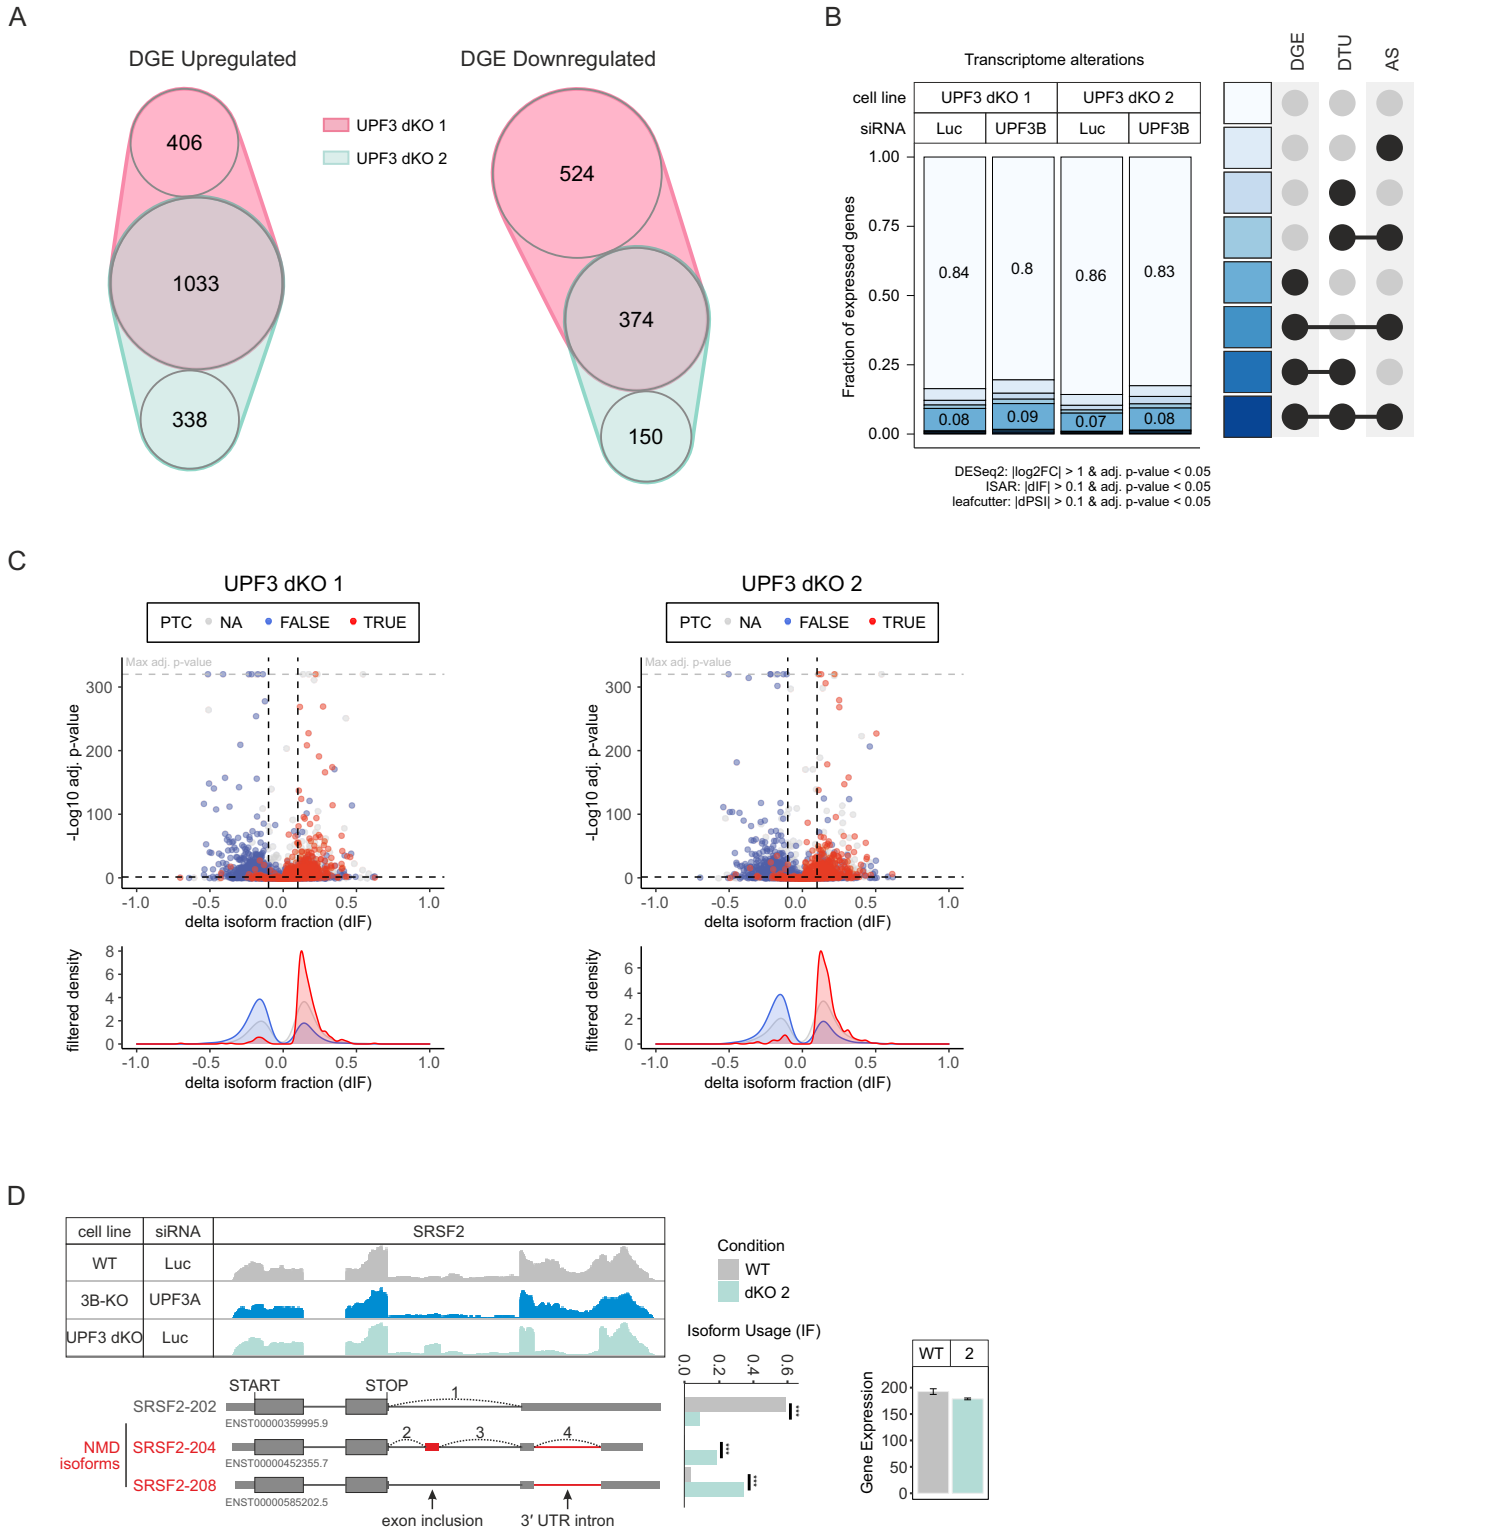 A
DGE Upregulated
DGE Downregulated
406
1033
338
UPF3 dKO 1
UPF3 dKO 2
524
374
150
B
Transcriptome alterations
DGE
DTU
AS
cell line
UPF3 dKO 1
UPF3 dKO 2
siRNA
Luc
UPF3B
Luc
UPF3B
Fraction of expressed genes
1.00
0.75
0.50
0.25
0.00
0.84
0.8
0.86
0.83
0.08
0.09
0.07
0.08
DESeq2: |log2FC| > 1 & adj. p-value < 0.05
ISAR: |dIF| > 0.1 & adj. p-value < 0.05
leafcutter: |dPSI| > 0.1 & adj. p-value < 0.05
C
UPF3 dKO 1
PTC NA FALSE TRUE
Max adj. p-value
-Log10 adj. p-value
300
200
100
0
-1.0 -0.5 0.0 0.5 1.0
delta isoform fraction (dIF)
filtered density
8
6
4
2
0
-1.0 -0.5 0.0 0.5 1.0
delta isoform fraction (dIF)
UPF3 dKO 2
PTC NA FALSE TRUE
Max adj. p-value
-Log10 adj. p-value
300
200
100
0
-1.0 -0.5 0.0 0.5 1.0
delta isoform fraction (dIF)
filtered density
6
4
2
0
-1.0 -0.5 0.0 0.5 1.0
delta isoform fraction (dIF)
D
cell line siRNA SRSF2
WT Luc
3B-KO UPF3A
UPF3 dKO Luc
START
STOP
1
SRSF2-202
ENST00000359995.9
NMD
isoforms
SRSF2-204
2
3
4
ENST00000452355.7
SRSF2-208
ENST00000585202.5
exon inclusion
3′ UTR intron
Condition
WT
dKO 2
Isoform Usage (IF)
0.0
0.2
0.4
0.6
***
***
***
WT 2
Gene Expression
200
150
100
50
0